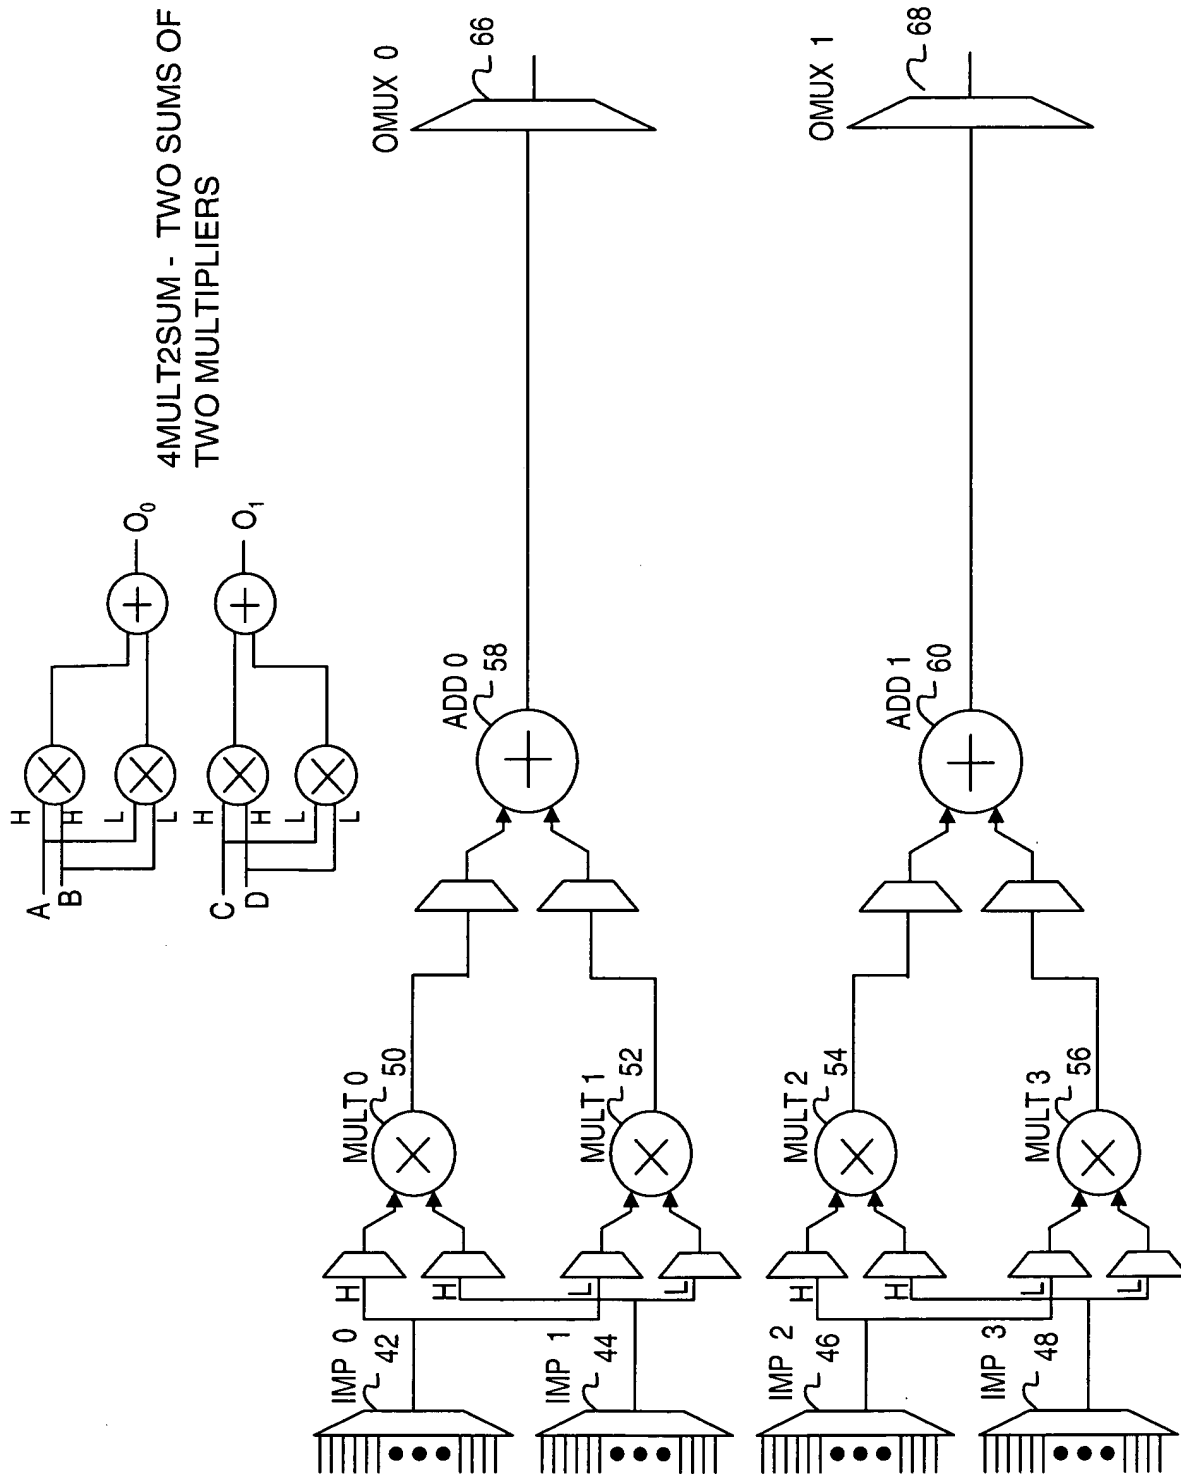 4MULT2SUM - TWO SUMS OF
TWO MULTIPLIERS
A
B
H
H
L
L
O0
C
D
H
H
L
L
O1
IMP 0
42
H
H
MULT 0
50
ADD 0
58
OMUX 0
66
IMP 1
44
L
L
MULT 1
52
IMP 2
46
H
H
MULT 2
54
ADD 1
60
OMUX 1
68
IMP 3
48
L
L
MULT 3
56